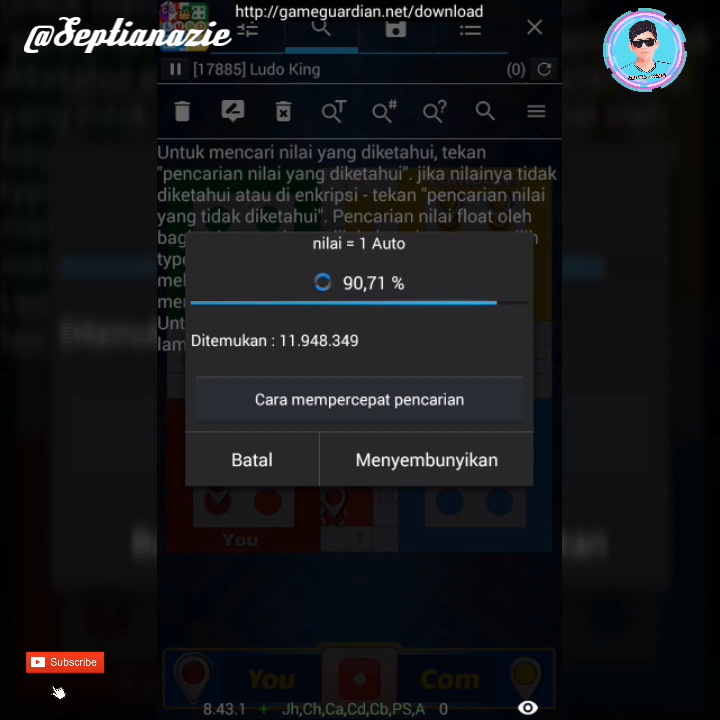 http://gameguardian.net/download
@Septianazie
[17885] Ludo King
(0)
Untuk mencari nilai yang diketahui, tekan
"pencarian nilai yang diketahui". jika nilainya tidak
diketahui atau di enkripsi - tekan "pencarian nilai
yang tidak diketahui". Pencarian nilai float oleh
nilai = 1 Auto
90,71 %
Ditemukan : 11.948.349
Cara mempercepat pencarian
Batal
Menyembunyikan
You
Subscribe
You
Com
8.43.1 + Jh,Ch,Ca,Cd,Cb,PS,A 0